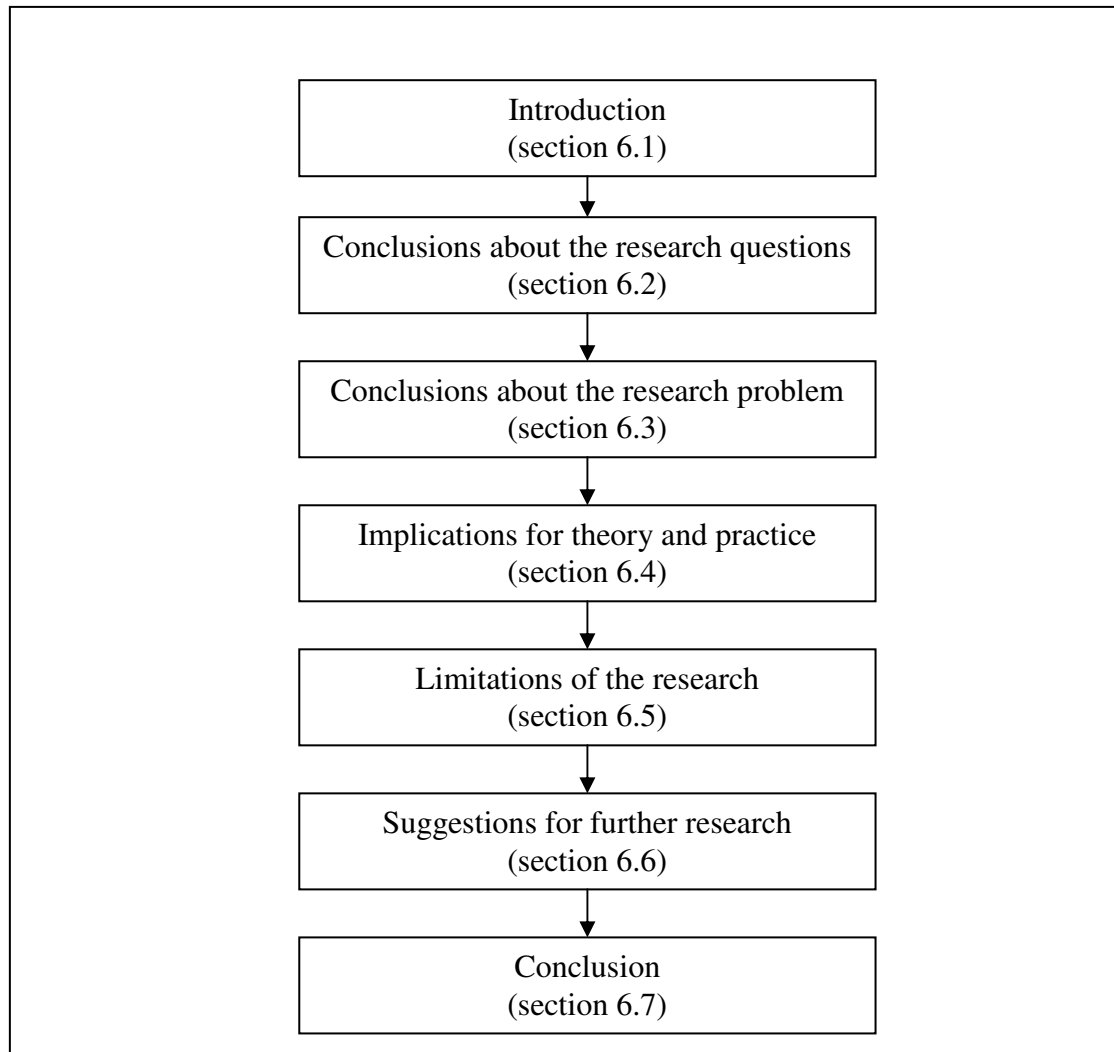 Introduction
(section 6.1)
Conclusions about the research questions
(section 6.2)
Conclusions about the research problem
(section 6.3)
Implications for theory and practice
(section 6.4)
Limitations of the research
(section 6.5)
Suggestions for further research
(section 6.6)
Conclusion
(section 6.7)